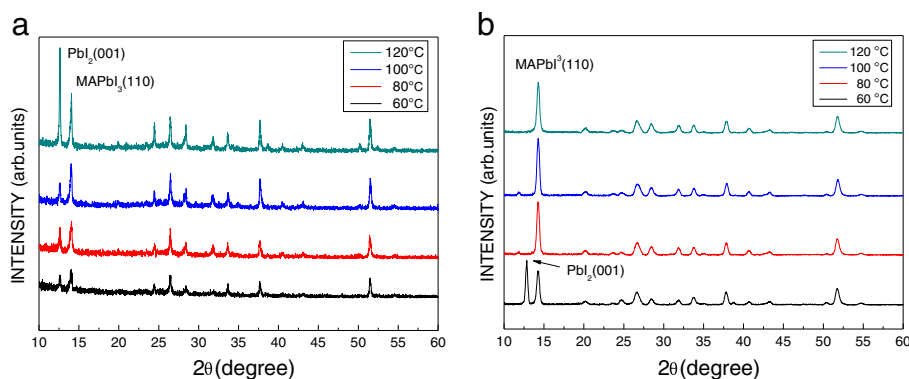 a
PbI2(001)
MAPbI3(110)
120°C
100°C
80°C
60°C
INTENSITY (arb.units)
10 15 20 25 30 35 40 45 50 55 60
2θ(degree)
b
MAPbI³(110)
120 °C
100 °C
80 °C
60 °C
INTENSITY (arb.units)
PbI2(001)
10 15 20 25 30 35 40 45 50 55 60
2θ(degree)